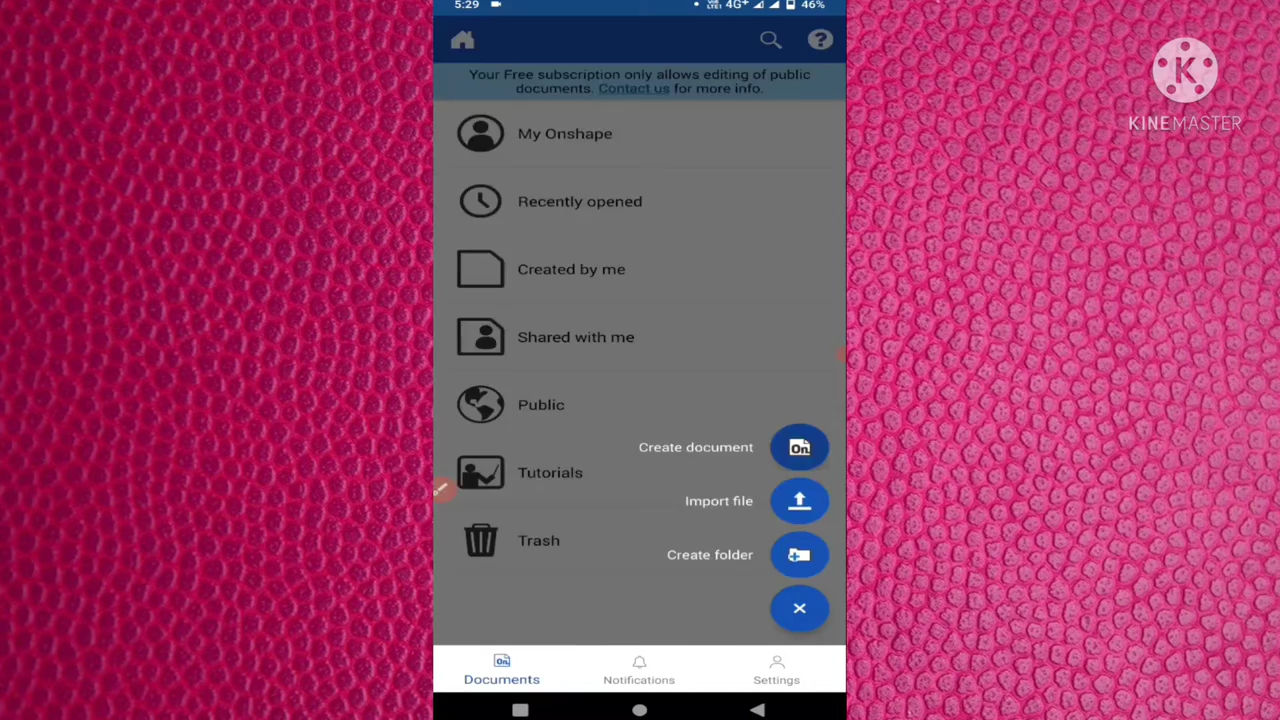 5:29
4G+
46%
Your Free subscription only allows editing of public
documents. Contact us for more info.
My Onshape
Recently opened
Created by me
Shared with me
Public
Tutorials
Trash
Create document
On
Import file
Create folder
On
Documents
Notifications
Settings
K
KINEMASTER